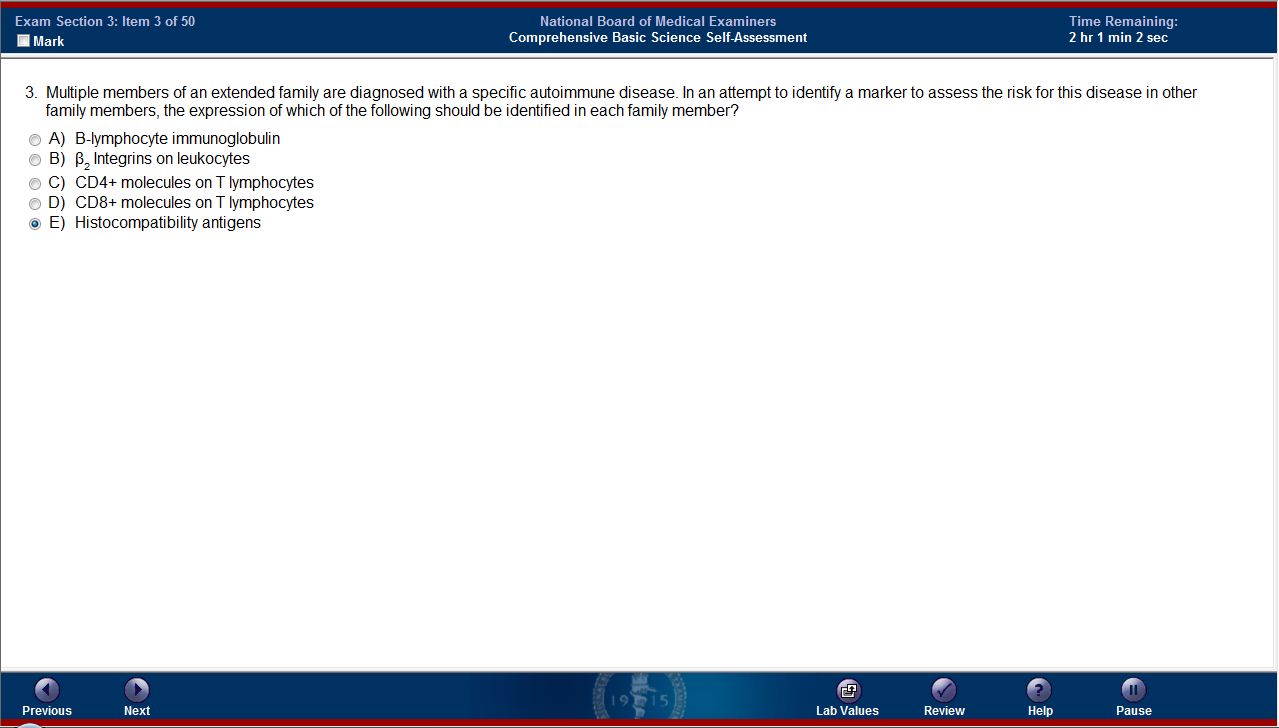 Exam Section 3: Item 3 of 50
National Board of Medical Examiners
Time Remaining:
Mark
Comprehensive Basic Science Self-Assessment
2 hr 1 min 2 sec
3. Multiple members of an extended family are diagnosed with a specific autoimmune disease. In an attempt to identify a marker to assess the risk for this disease in other
family members, the expression of which of the following should be identified in each family member?
A) B-lymphocyte immunoglobulin
B) β₂ Integrins on leukocytes
C) CD4+ molecules on T lymphocytes
D) CD8+ molecules on T lymphocytes
E) Histocompatibility antigens
1915
Previous
Next
Lab Values
Review
Help
Pause